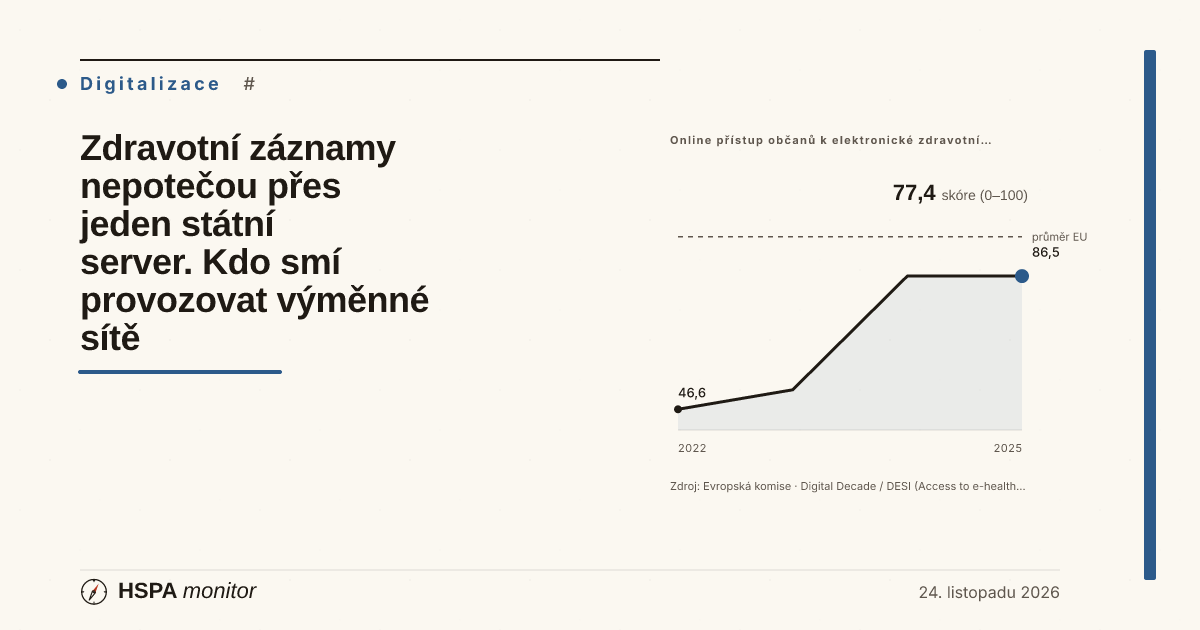 Digitalizace #
Zdravotní záznamy
nepotečou přes
jeden státní
server. Kdo smí
provozovat výměnné
sítě
Online přístup občanů k elektronické zdravotní…
77,4 skóre (0–100)
průměr EU
86,5
46,6
2022
2025
Zdroj: Evropská komise · Digital Decade / DESI (Access to e-health…
HSPA monitor
24. listopadu 2026